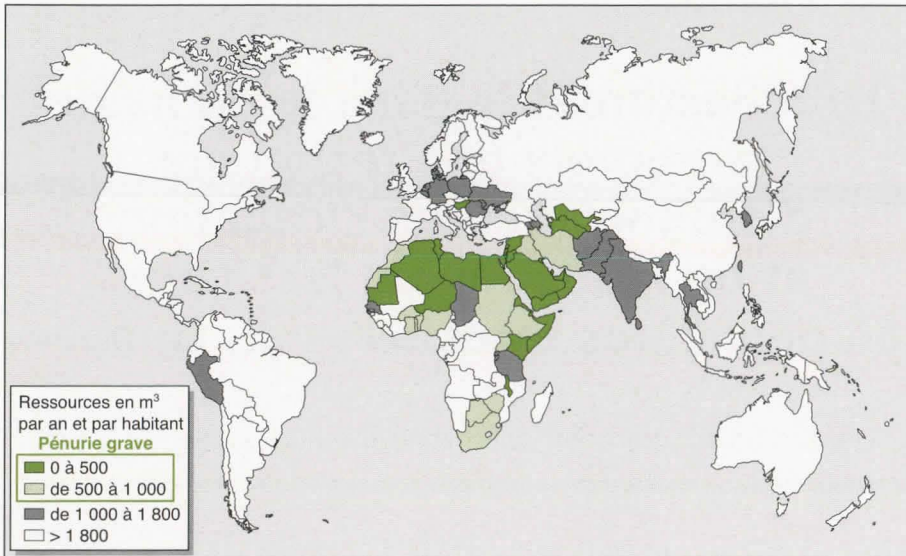 Ressources en m³
par an et par habitant
Pénurie grave
0 à 500
de 500 à 1 000
de 1 000 à 1 800
> 1 800